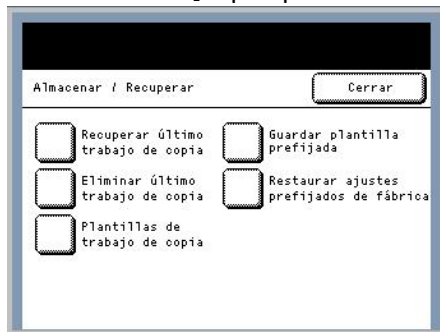 Almacenar / Recuperar
Cerrar
Recuperar último
trabajo de copia
Guardar plantilla
prefijada
Eliminar último
trabajo de copia
Restaurar ajustes
prefijados de fábrica
Plantillas de
trabajo de copia